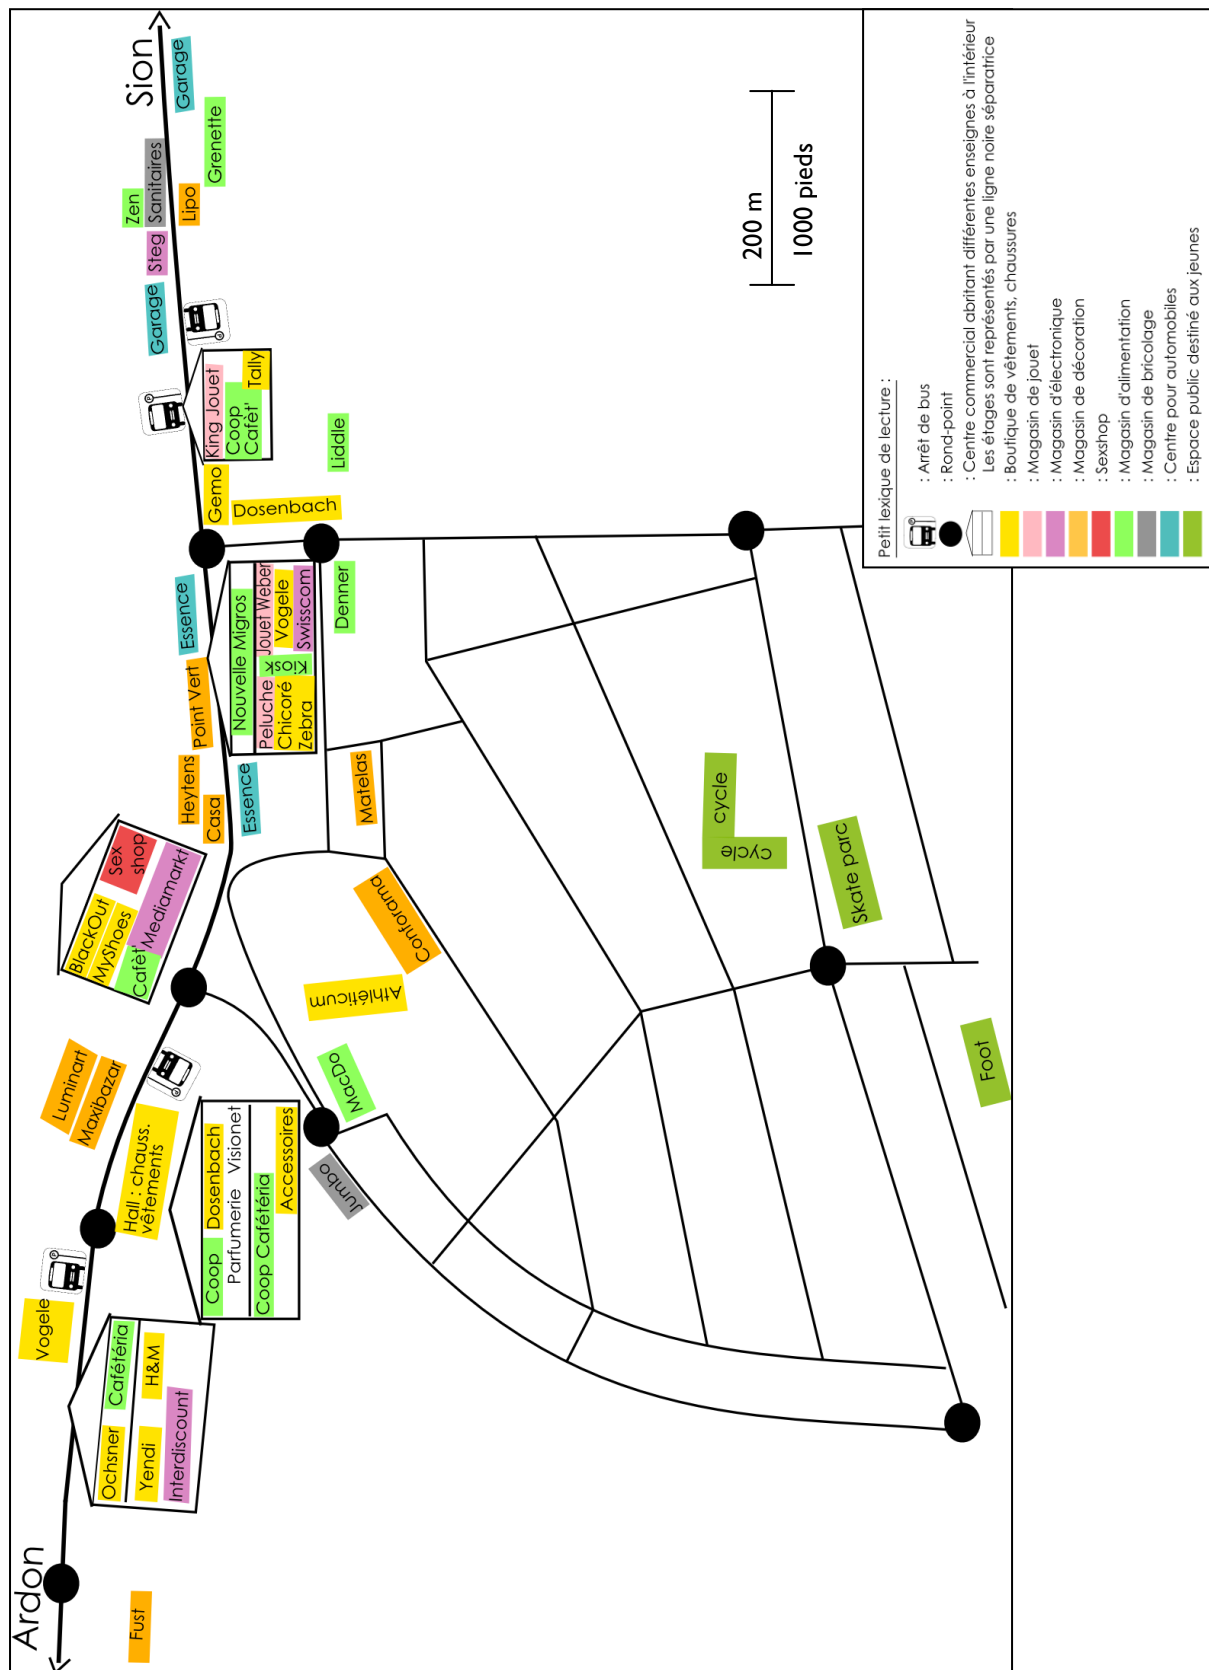 Ardon
Sion
Fust
Vogele
Ochsner
Cafétéria
Yendi
H&M
Interdiscount
Luminart
Maxibazar
Hall : chauss.
vêtements
Coop
Dosenbach
Parfumerie
Visionet
Coop Cafétéria
Accessoires
BlackOut
MyShoes
Cafèt'
Sex
shop
Mediamarkt
Heytens
Casa
Point Vert
Essence
Essence
Nouvelle Migros
Peluche
Chicoré
Zebra
Kiosk
Jouet Weber
Vogele
Swisscom
Gemo
Dosenbach
Denner
Liddle
King Jouet
Coop
Cafèt'
Tally
Garage
Steg
Zen
Sanitaires
Lipo
Grenette
Garage
Jumbo
MacDo
Athléticum
Conforama
Matelas
cycle
cycle
Skate parc
Foot
200 m
1000 pieds
Petit lexique de lecture :
: Arrêt de bus
: Rond-point
: Centre commercial abritant différentes enseignes à l'intérieur
Les étages sont représentés par une ligne noire séparatrice
: Boutique de vêtements, chaussures
: Magasin de jouet
: Magasin d'électronique
: Magasin de décoration
: Sexshop
: Magasin d'alimentation
: Magasin de bricolage
: Centre pour automobiles
: Espace public destiné aux jeunes